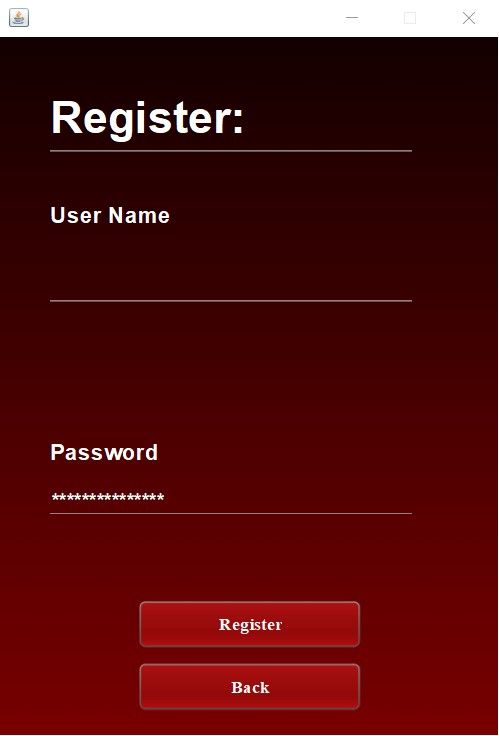 Register:
User Name
Password
***************
Register
Back